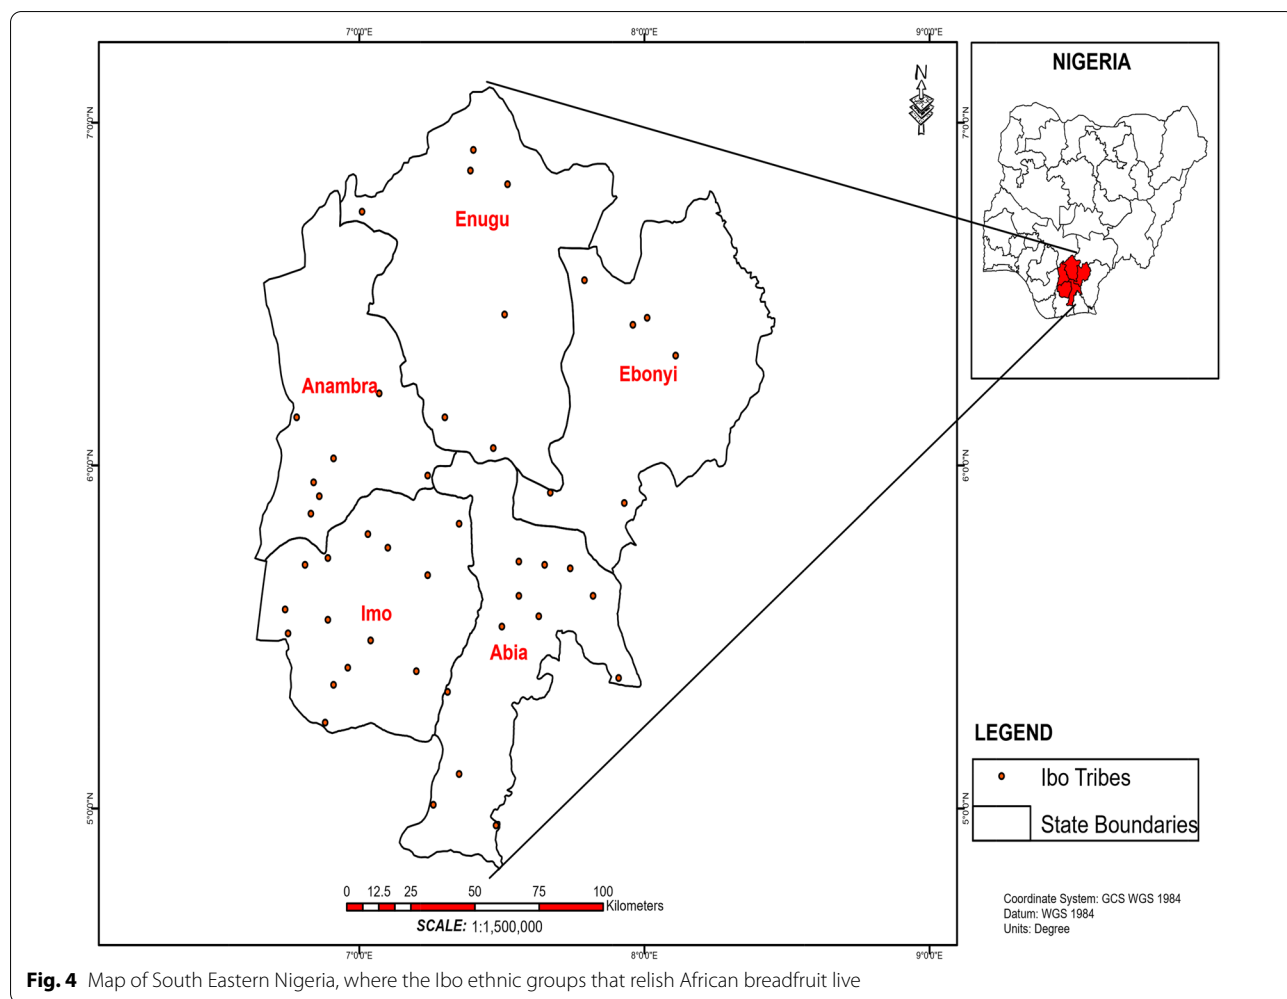 7°0'0"E 8°0'0"E 9°0'0"E
N
NIGERIA
7°0'0"N 7°0'0"N
Enugu
Anambra
Ebonyi
6°0'0"N 6°0'0"N
Imo
Abia
LEGEND
Ibo Tribes
State Boundaries
5°0'0"N 5°0'0"N
0 12.5 25 50 75 100
Kilometers
SCALE: 1:1,500,000
Coordinate System: GCS WGS 1984
Datum: WGS 1984
Units: Degree
7°0'0"E 8°0'0"E 9°0'0"E
Fig. 4 Map of South Eastern Nigeria, where the Ibo ethnic groups that relish African breadfruit live